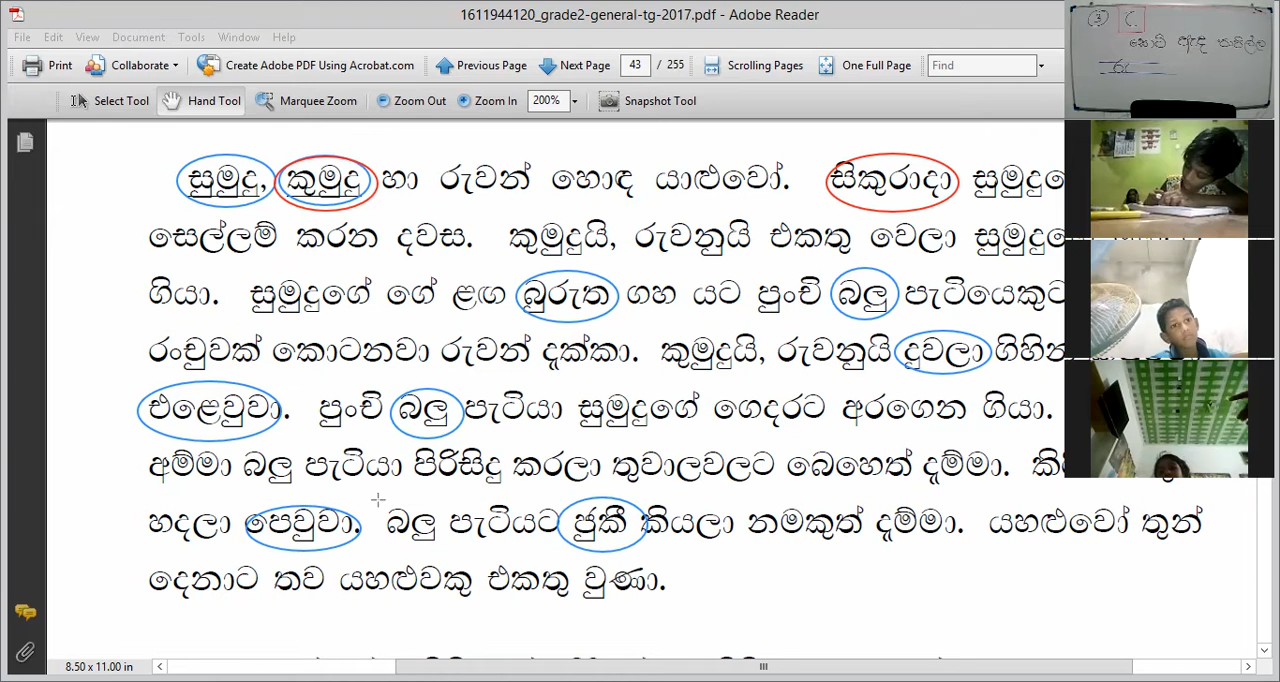 1611944120_grade2-general-tg-2017.pdf - Adobe Reader
File Edit View Document Tools Window Help
Print Collaborate Create Adobe PDF Using Acrobat.com Previous Page Next Page 43 / 255 Scrolling Pages One Full Page Find
Select Tool Hand Tool Marquee Zoom Zoom Out Zoom In 200% Snapshot Tool
③ (
කොටි ඇඳ
රු
සුමුදු, කුමුදු හා රුවන් හොඳ යාළුවෝ. සිකුරාදා
සෙල්ලම් කරන දවස. කුමුදුයි, රුවනුයි එකතු වෙලා
ගියා. සුමුදුගේ ගේ ළඟ බුරුත ගහ යට පුංචි බලු පැටියෙකුට
රංචුවක් කොටනවා රුවන් දැක්කා. කුමුදුයි, රුවනුයි දුවලා ගිහින්
එළෙවුවා. පුංචි බලු පැටියා සුමුදුගේ ගෙදරට අරගෙන ගියා.
අම්මා බලු පැටියා පිරිසිදු කරලා තුවාලවලට බෙහෙත් දැම්මා.
හදලා පෙවුවා. බලු පැටියට ජුකී කියලා නමකුත් දැම්මා. යහළුවෝ තුන්
දෙනාට තව යහළුවකු එකතු වුණා.
8.50 x 11.00 in